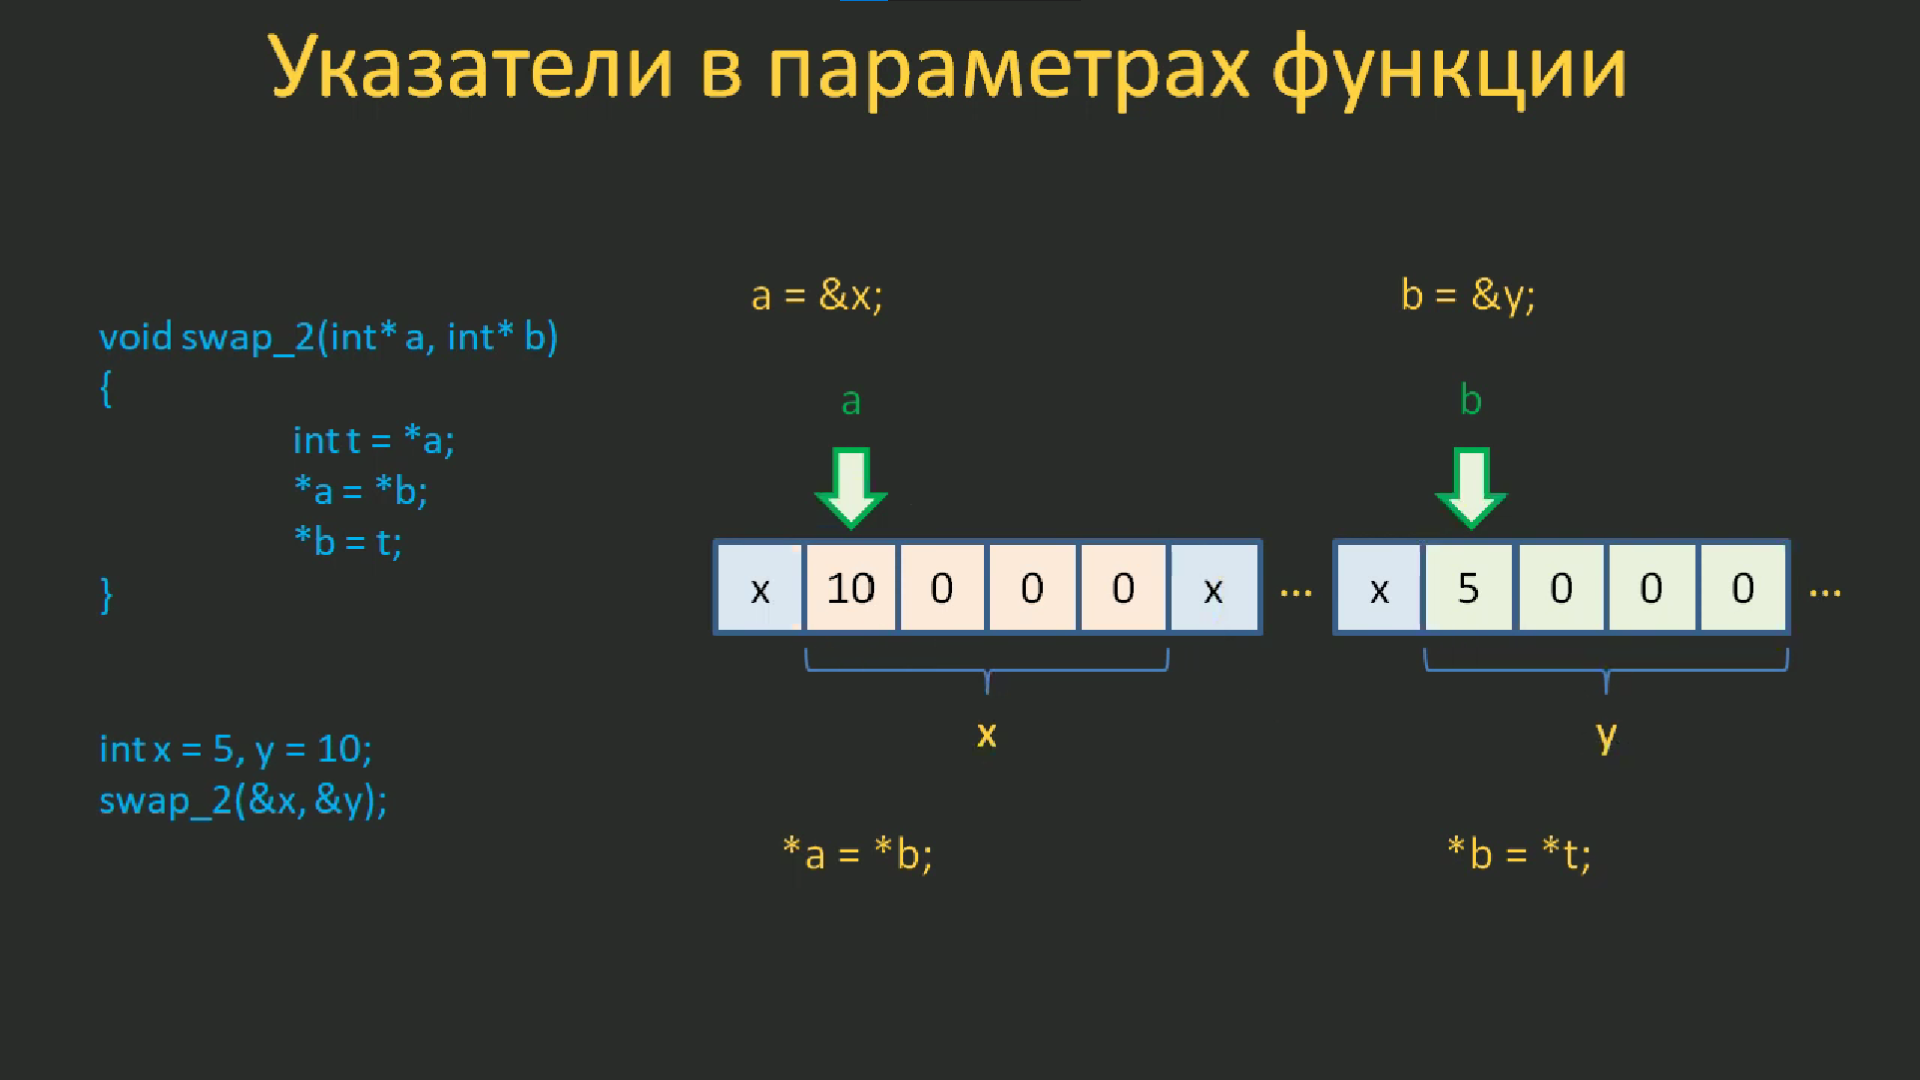 Указатели в параметрах функции
void swap_2(int* a, int* b)
{
int t = *a;
*a = *b;
*b = t;
}
int x = 5, y = 10;
swap_2(&x, &y);
a = &x;
b = &y;
a
b
x 10 0 0 0 x ... x 5 0 0 0 ...
x
y
*a = *b;
*b = *t;